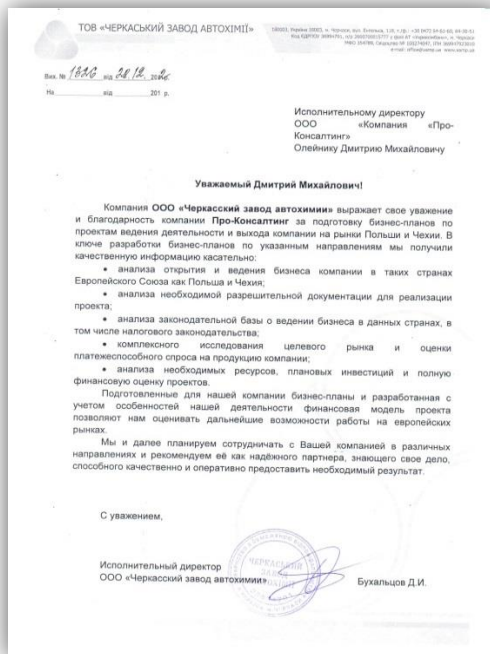 ТОВ «ЧЕРКАСЬКИЙ ЗАВОД АВТОХІМІЇ»
Вих. № 1826 від 28.12. 2020.
На від 201 р.
Исполнительному директору
ООО «Компания «Про-
Консалтинг»
Олейнику Дмитрию Михайловичу
Уважаемый Дмитрий Михайлович!
Компания ООО «Черкасский завод автохимии» выражает свое уважение
и благодарность компании Про-Консалтинг за подготовку бизнес-планов по
проектам ведения деятельности и выхода компании на рынки Польши и Чехии. В
ключе разработки бизнес-планов по указанным направлениям мы получили
качественную информацию касательно:
• анализа открытия и ведения бизнеса компании в таких странах
Европейского Союза как Польша и Чехия;
• анализа необходимой разрешительной документации для реализации
проекта;
• анализа законодательной базы о ведении бизнеса в данных странах, в
том числе налогового законодательства;
• комплексного исследования целевого рынка и оценки
платежеспособного спроса на продукцию компании;
• анализа необходимых ресурсов, плановых инвестиций и полную
финансовую оценку проектов.
Подготовленные для нашей компании бизнес-планы и разработанная с
учетом особенностей нашей деятельности финансовая модель проекта
позволяют нам оценивать дальнейшие возможности работы на европейских
рынках.
Мы и далее планируем сотрудничать с Вашей компанией в различных
направлениях и рекомендуем её как надёжного партнера, знающего свое дело,
способного качественно и оперативно предоставить необходимый результат.
С уважением,
Исполнительный директор
ООО «Черкасский завод автохимии»
Бухальцов Д.И.
ЧЕРКАСЬКИЙ
ЗАВОД
АВТОХІМІЇ